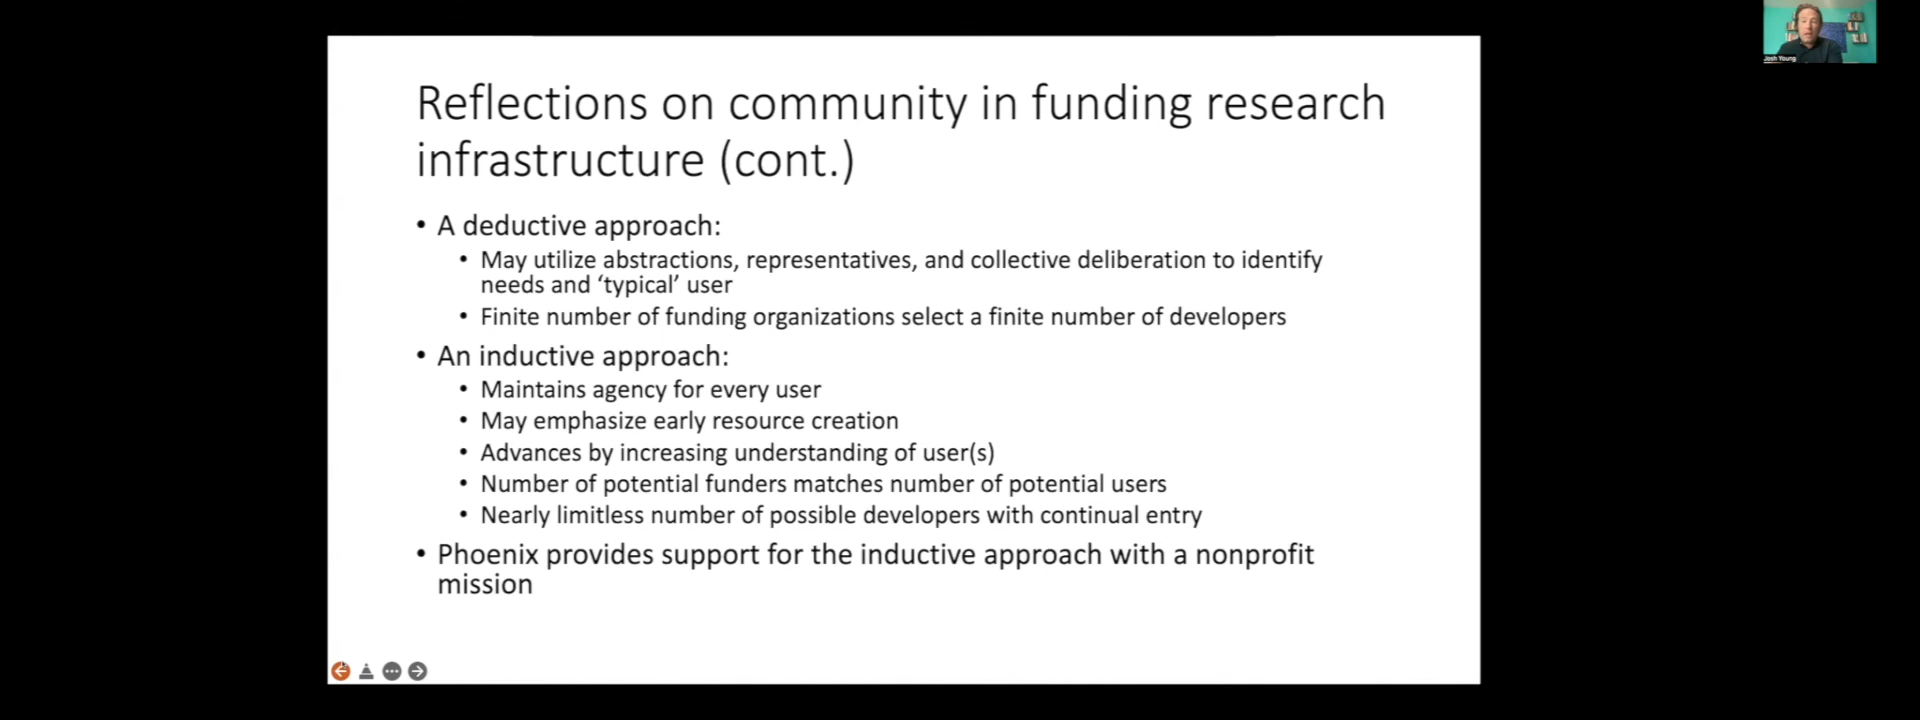 Josh Young
Reflections on community in funding research
infrastructure (cont.)
• A deductive approach:
• May utilize abstractions, representatives, and collective deliberation to identify
needs and ‘typical’ user
• Finite number of funding organizations select a finite number of developers
• An inductive approach:
• Maintains agency for every user
• May emphasize early resource creation
• Advances by increasing understanding of user(s)
• Number of potential funders matches number of potential users
• Nearly limitless number of possible developers with continual entry
• Phoenix provides support for the inductive approach with a nonprofit
mission